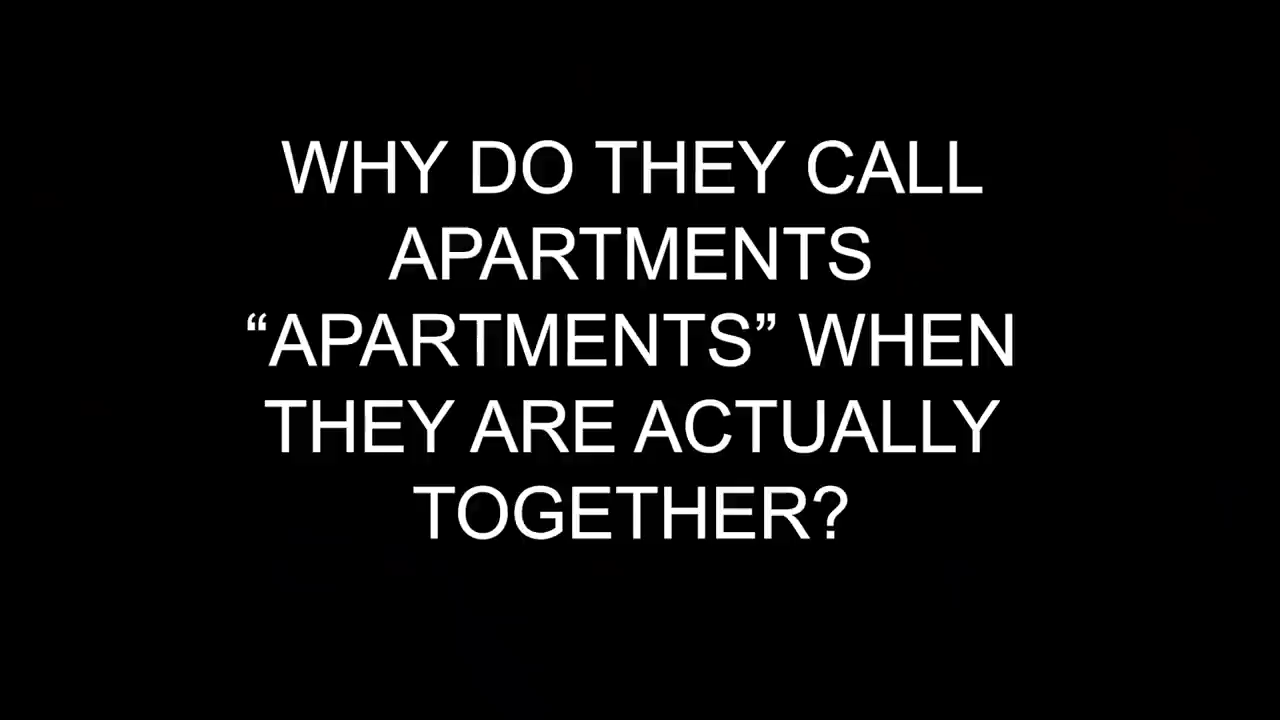 WHY DO THEY CALL
APARTMENTS
“APARTMENTS” WHEN
THEY ARE ACTUALLY
TOGETHER?